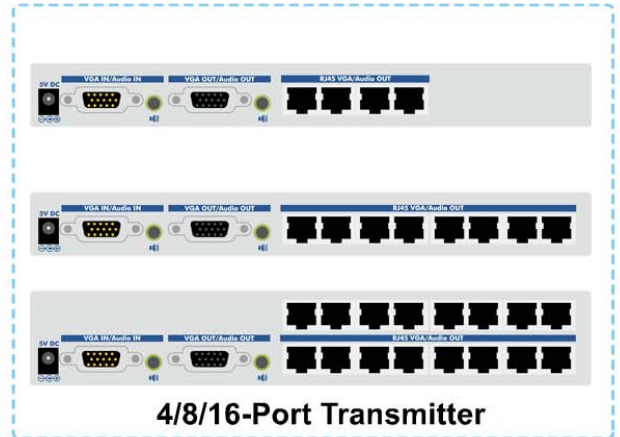 VGA IN/Audio IN VGA OUT/Audio OUT RJ45 VGA/Audio OUT
5V DC
VGA IN/Audio IN VGA OUT/Audio OUT RJ45 VGA/Audio OUT
5V DC
VGA IN/Audio IN VGA OUT/Audio OUT RJ45 VGA/Audio OUT
5V DC
4/8/16-Port Transmitter